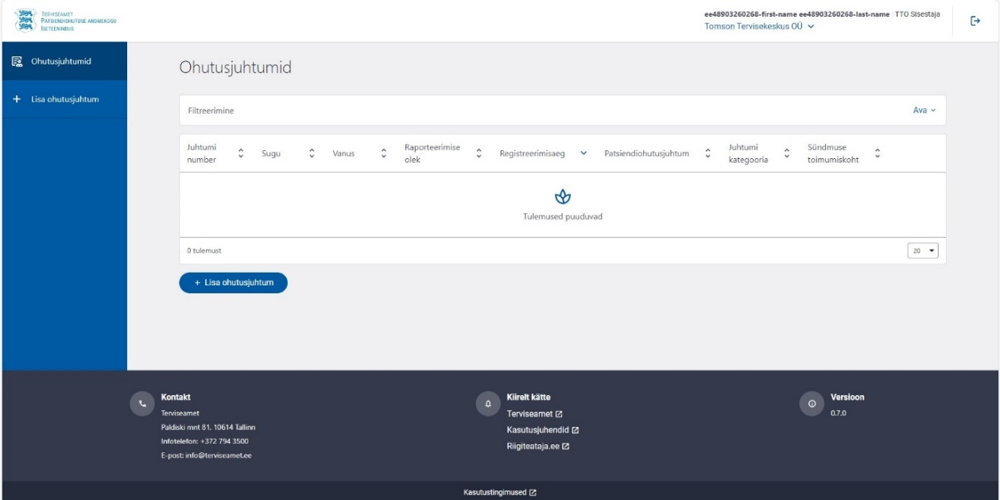 TERVISEAMET
PATSIENDIOHUTUSE ANDMEKOGU
ISETEENINDUS
ee48903260268-first-name ee48903260268-last-name TTO Sisestaja
Tomson Tervisekeskus OÜ
Ohutusjuhtumid
+ Lisa ohutusjuhtum
Ohutusjuhtumid
Filtreerimine
Ava
Juhtumi number
Sugu
Vanus
Raporteerimise olek
Registreerimisaeg
Patsiendiohutusjuhtum
Juhtumi kategooria
Sündmuse toimumiskoht
Tulemused puuduvad
0 tulemust
20
+ Lisa ohutusjuhtum
Kontakt
Terviseamet
Paldiski mnt 81, 10614 Tallinn
Infotelefon: +372 794 3500
E-post: info@terviseamet.ee
Kiirelt kätte
Terviseamet
Kasutusjuhendid
Riigiteataja.ee
Versioon
0.7.0
Kasutustingimused